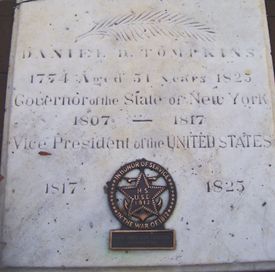 DANIEL D. TOMPKINS
1774 Aged 51 Years 1825
Governor of the State of New York
1807 — 1817
Vice President of the UNITED STATES
1817 1825
IN HONOR OF SERVICE
U.S.
1812
IN THE WAR OF 1812